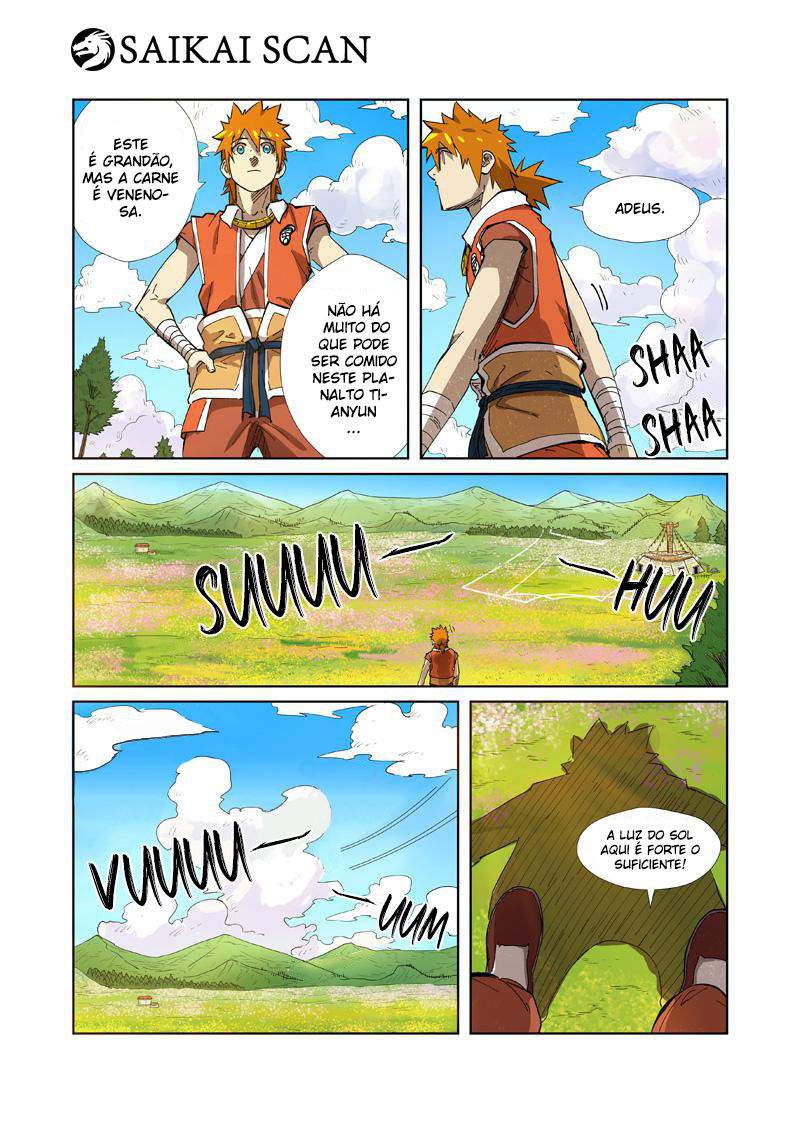 SAIKAI SCAN
ESTE
É GRANDÃO,
MAS A CARNE
É VENENO-
SA.
NÃO HÁ
MUITO DO
QUE PODE
SER COMIDO
NESTE PLA-
NALTO TI-
ANYUN
...
ADEUS.
SHAA
SHAA
SUUUU
HUU
VUUUU
UUM
A LUZ DO SOL
AQUI É FORTE O
SUFICIENTE!